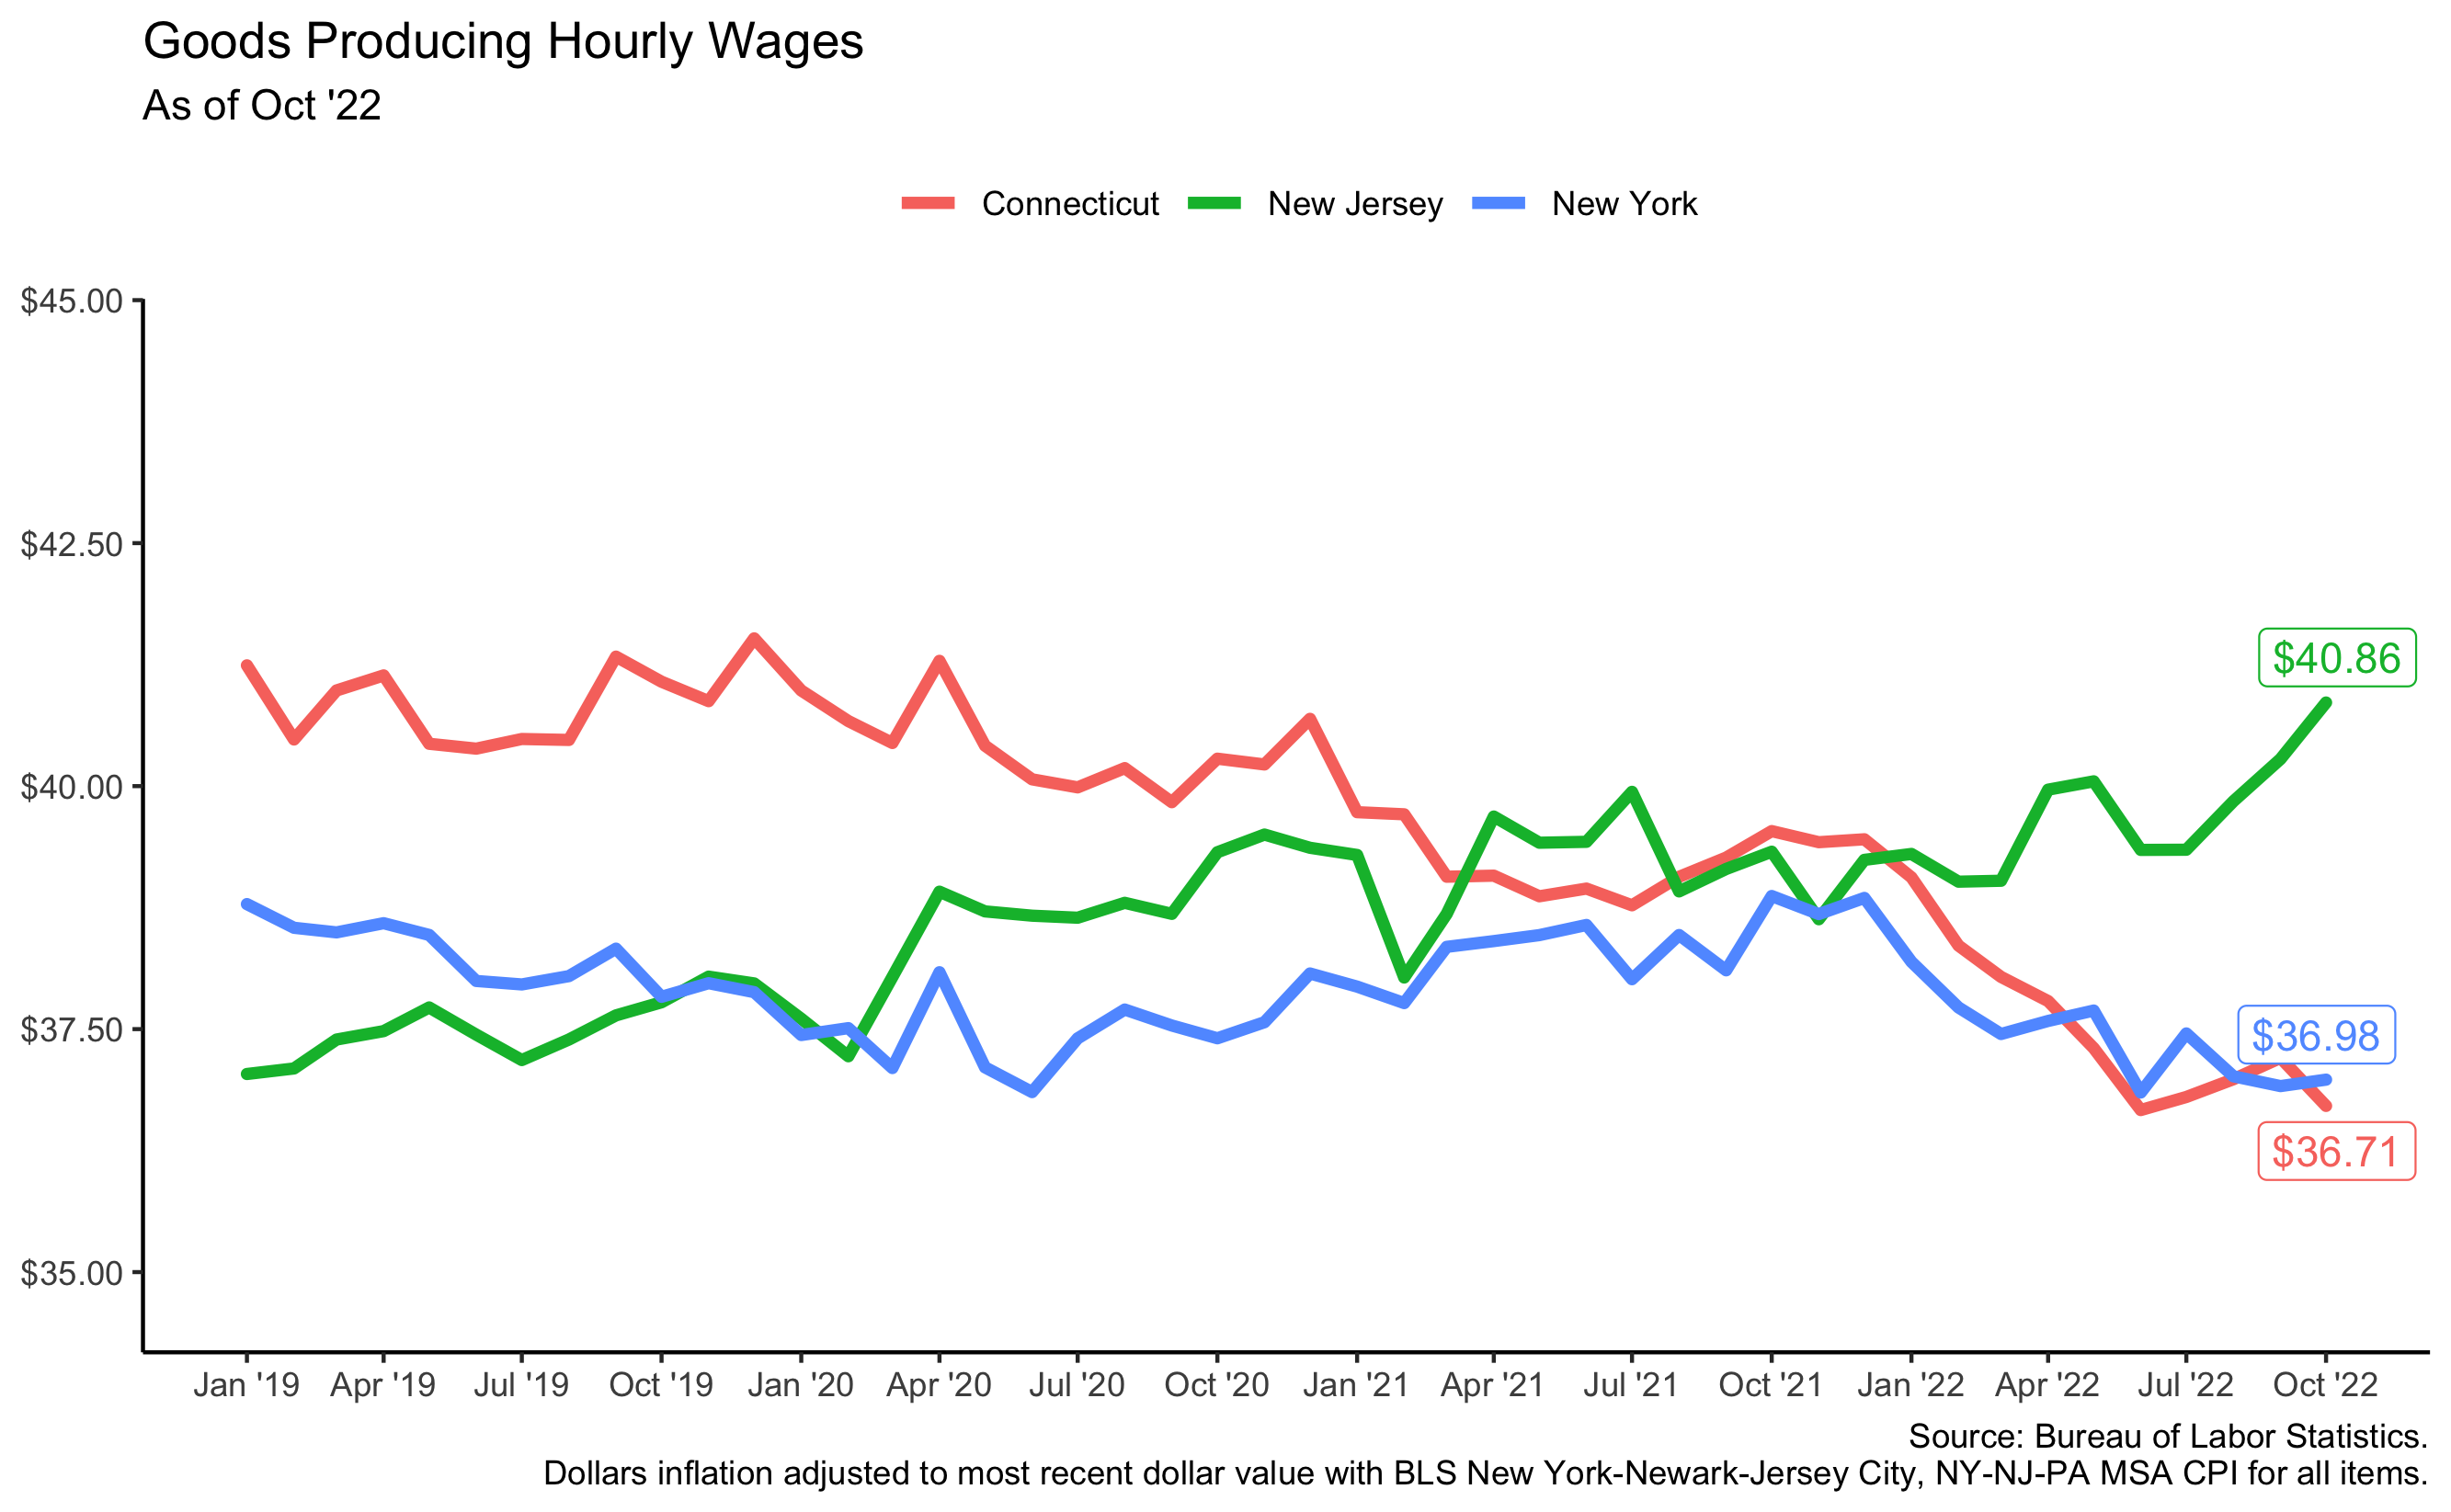 Goods Producing Hourly Wages
As of Oct '22
Connecticut New Jersey New York
$45.00
$42.50
$40.00
$37.50
$35.00
$40.86
$36.98
$36.71
Jan '19 Apr '19 Jul '19 Oct '19 Jan '20 Apr '20 Jul '20 Oct '20 Jan '21 Apr '21 Jul '21 Oct '21 Jan '22 Apr '22 Jul '22 Oct '22
Source: Bureau of Labor Statistics.
Dollars inflation adjusted to most recent dollar value with BLS New York-Newark-Jersey City, NY-NJ-PA MSA CPI for all items.